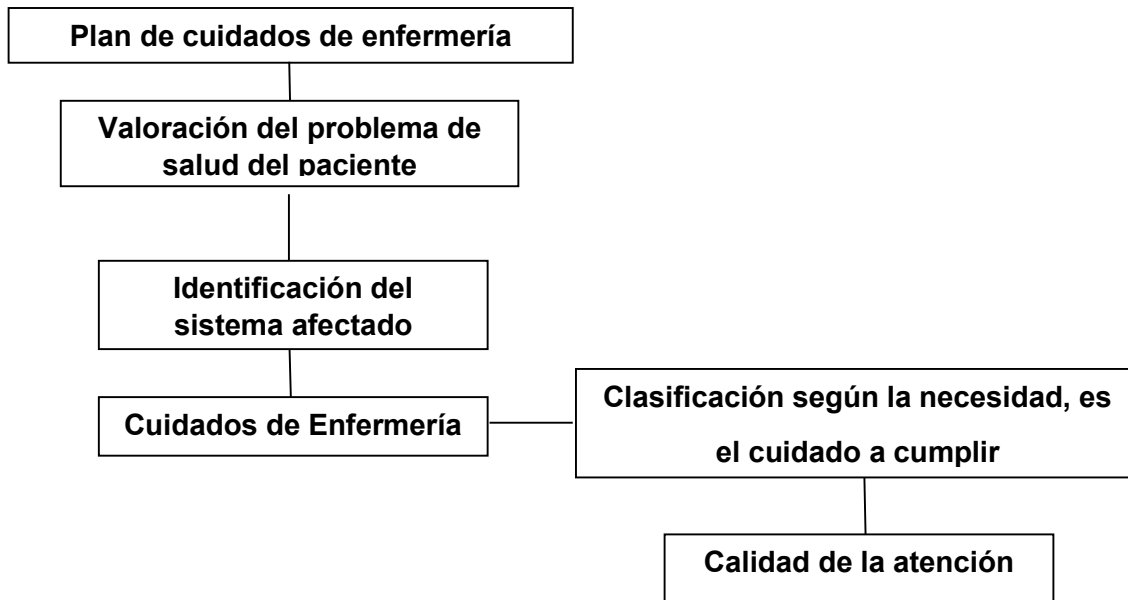 Plan de cuidados de enfermería
Valoración del problema de
salud del paciente
Identificación del
sistema afectado
Cuidados de Enfermería
Clasificación según la necesidad, es
el cuidado a cumplir
Calidad de la atención